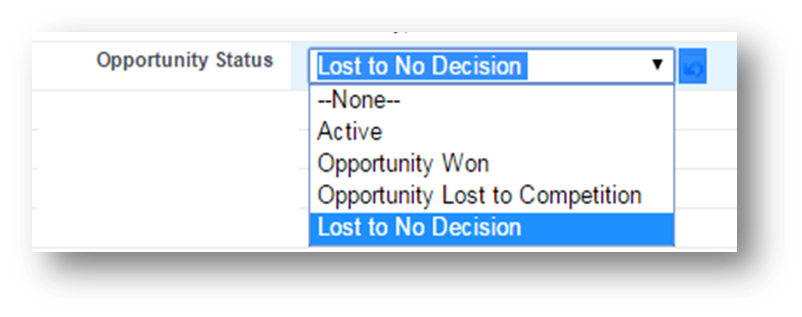 Opportunity Status
Lost to No Decision
--None--
Active
Opportunity Won
Opportunity Lost to Competition
Lost to No Decision